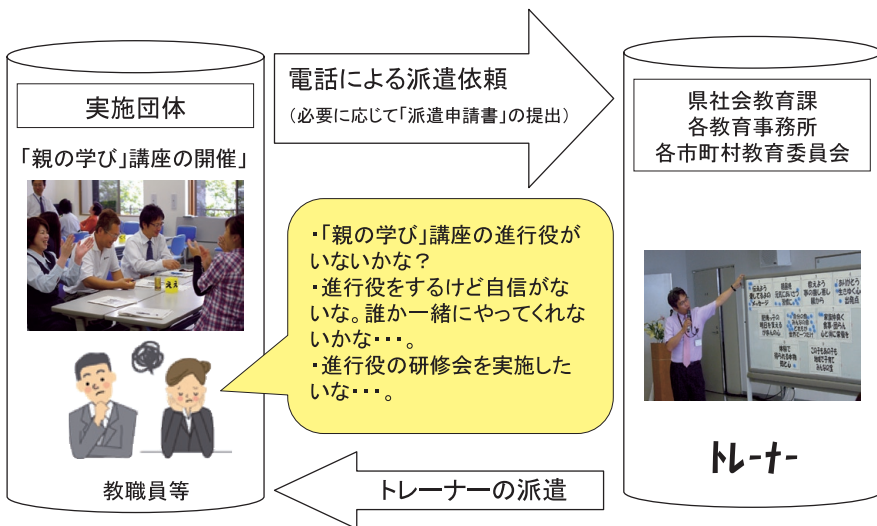 実施団体
「親の学び」講座の開催」
教職員等
電話による派遣依頼
(必要に応じて「派遣申請書」の提出)
・「親の学び」講座の進行役が
いないかな？
・進行役をするけど自信がな
いな。誰か一緒にやってくれな
いかな・・・。
・進行役の研修会を実施した
いな・・・。
トレーナーの派遣
県社会教育課
各教育事務所
各市町村教育委員会
トレーナー